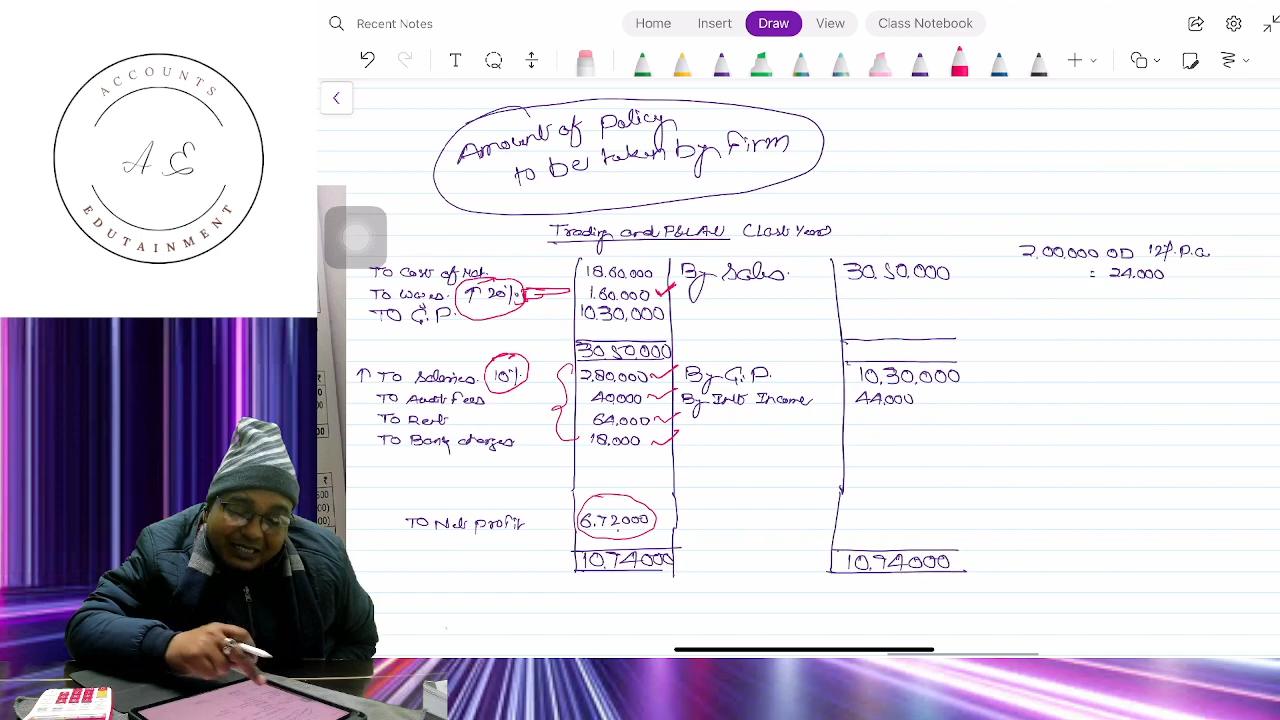 ACCOUNTS
A E
EDUTAINMENT
Recent Notes
Home Insert Draw View Class Notebook
Amount of Policy
to be taken by Firm
Trading and P&L A/c (Last Year)
2,00,000 OD 12% P.a.
= 24,000
To Cost of Mat. 18,60,000 By Sales. 30,50,000
To Wages. ↑ 20% 1,60,000
To G.P. 10,30,000
30,50,000
↑ To Salaries 10% 2,80,000 By G.P. 10,30,000
To Audit Fees 40,000 By Int Income 44,000
To Rent 64,000
To Bank charges 18,000
To Net profit 6,72,000
10,74,000 10,74,000